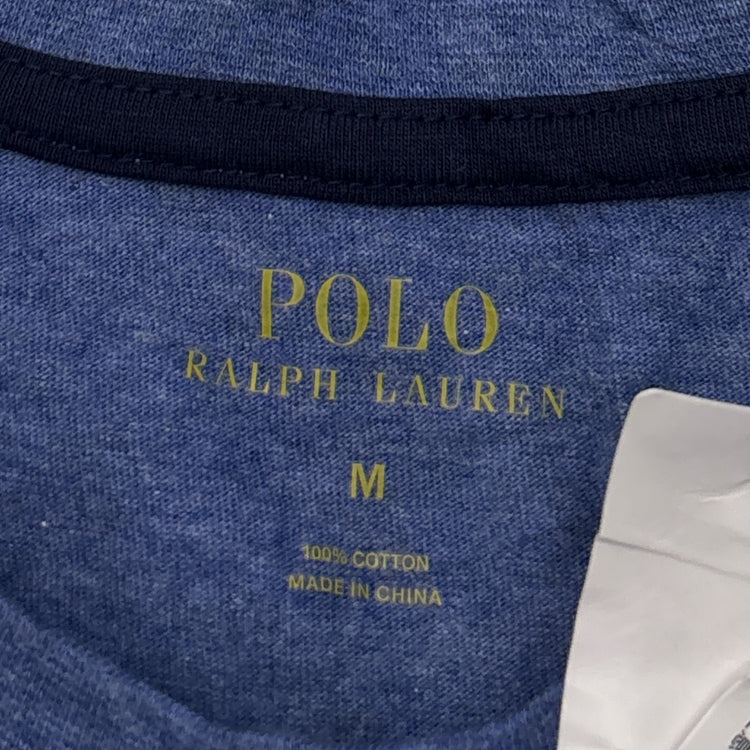 POLO
RALPH LAUREN
M
100% COTTON
MADE IN CHINA